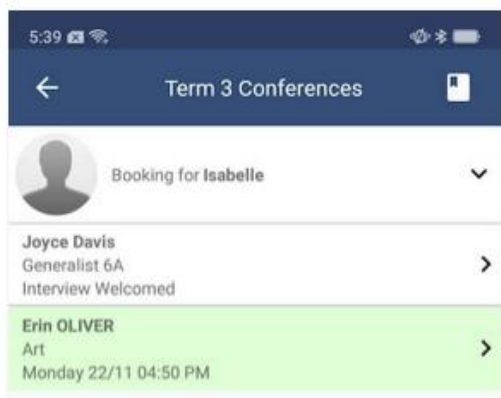 5:39
Term 3 Conferences
Booking for Isabelle
Joyce Davis
Generalist 6A
Interview Welcomed
Erin OLIVER
Art
Monday 22/11 04:50 PM